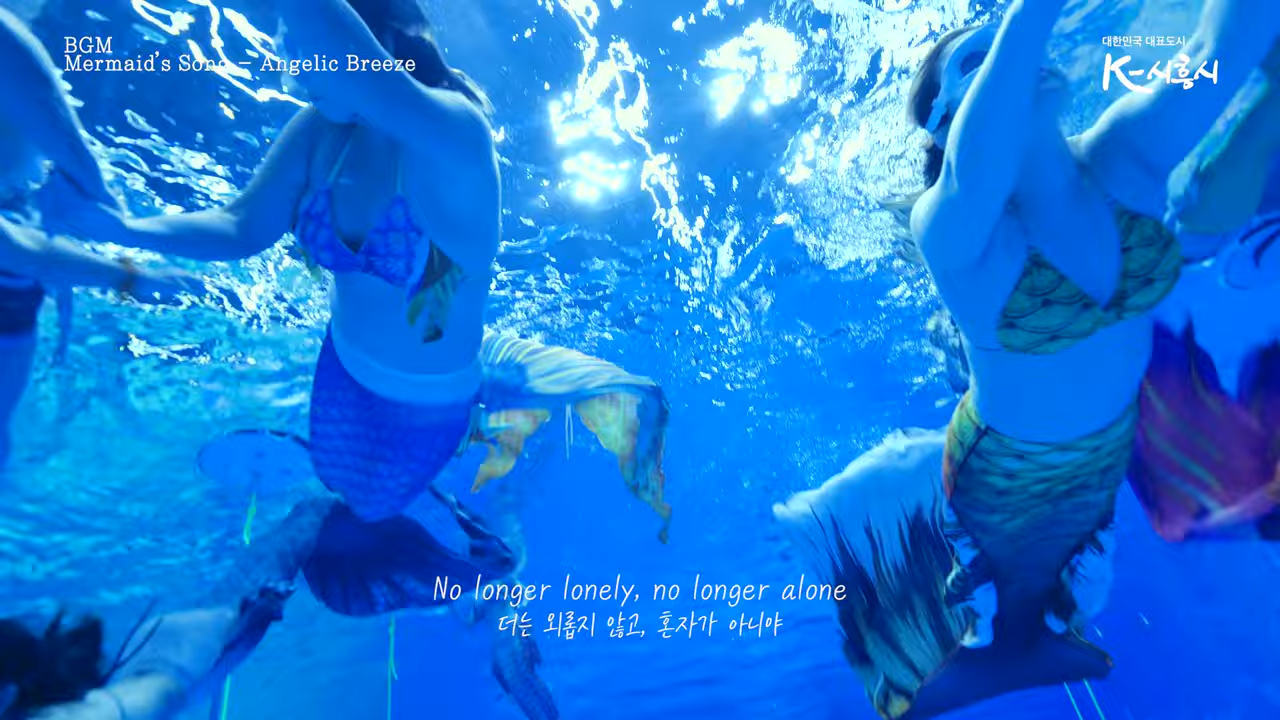 BGM
Mermaid's Song – Angelic Breeze
대한민국 대표도시
K-시흥시
No longer lonely, no longer alone
더는 외롭지 않고, 혼자가 아니야